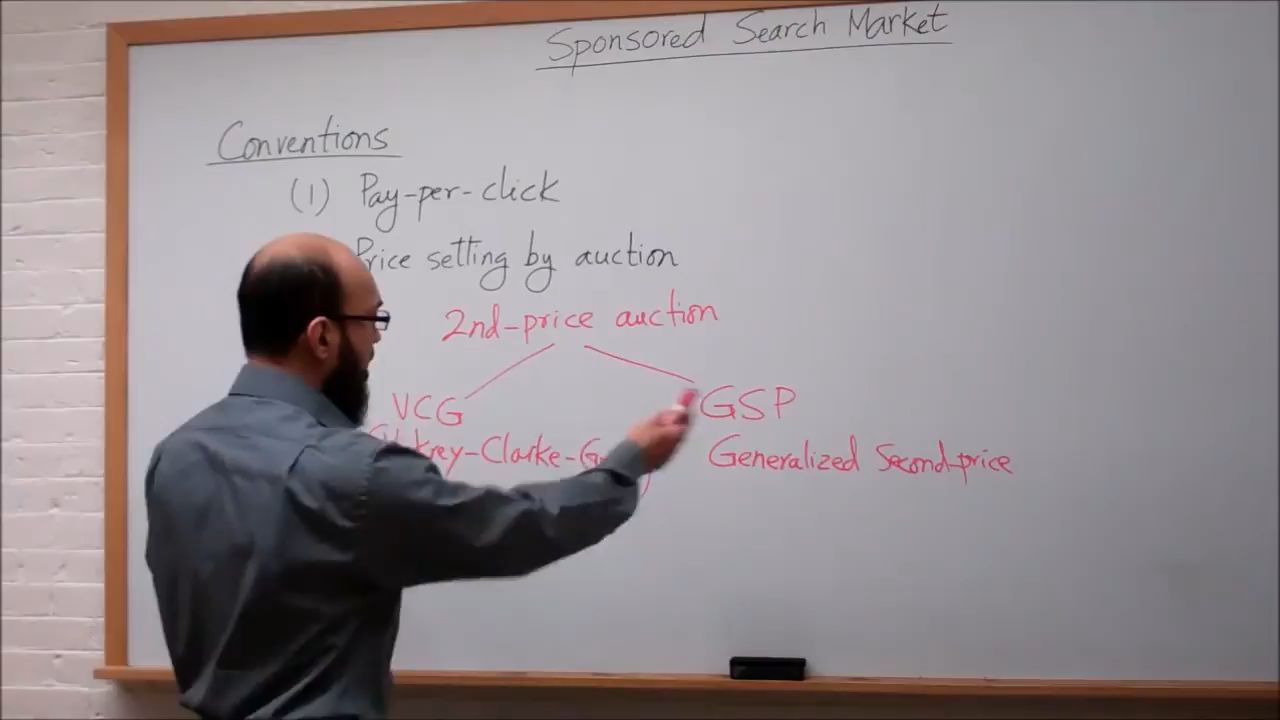 Sponsored Search Market
Conventions
(1) Pay-per-click
Price setting by auction
2nd-price auction
VCG GSP
-Clarke- Generalized Second-price